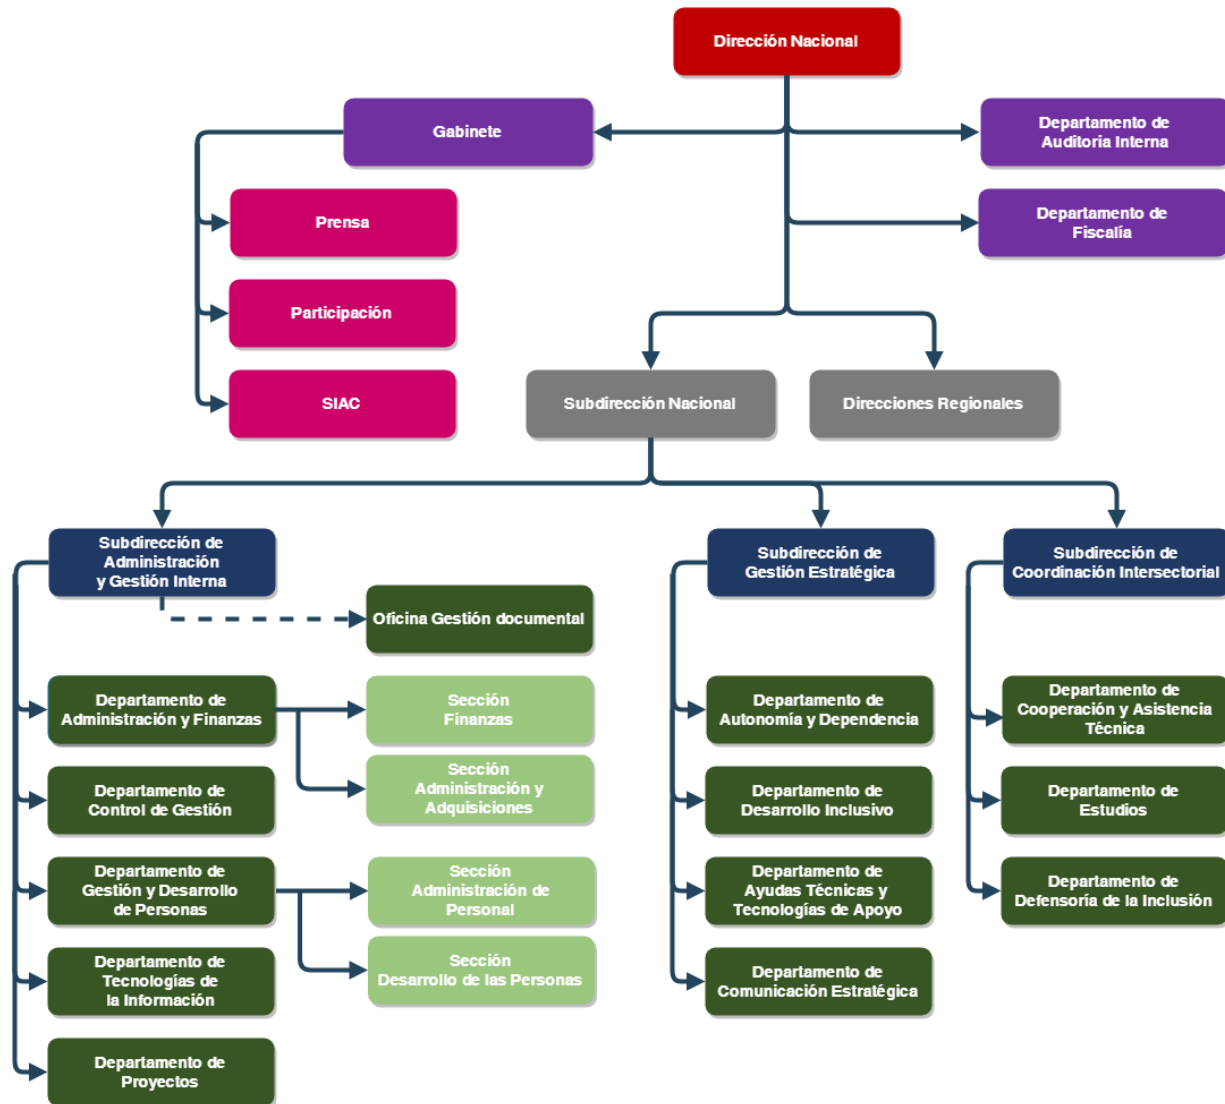 Dirección Nacional
Gabinete
Departamento de
Auditoria Interna
Prensa
Departamento de
Fiscalía
Participación
SIAC
Subdirección Nacional
Direcciones Regionales
Subdirección de
Administración
y Gestión Interna
Subdirección de
Gestión Estratégica
Subdirección de
Coordinación Intersectorial
Oficina Gestión documental
Departamento de
Administración y Finanzas
Sección
Finanzas
Sección
Administración y
Adquisiciones
Departamento de
Control de Gestión
Departamento de
Gestión y Desarrollo
de Personas
Sección
Administración de
Personal
Sección
Desarrollo de las Personas
Departamento de
Tecnologías de
la Información
Departamento de
Proyectos
Departamento de
Autonomía y Dependencia
Departamento de
Desarrollo Inclusivo
Departamento de
Ayudas Técnicas y
Tecnologías de Apoyo
Departamento de
Comunicación Estratégica
Departamento de
Cooperación y Asistencia
Técnica
Departamento de
Estudios
Departamento de
Defensoría de la Inclusión